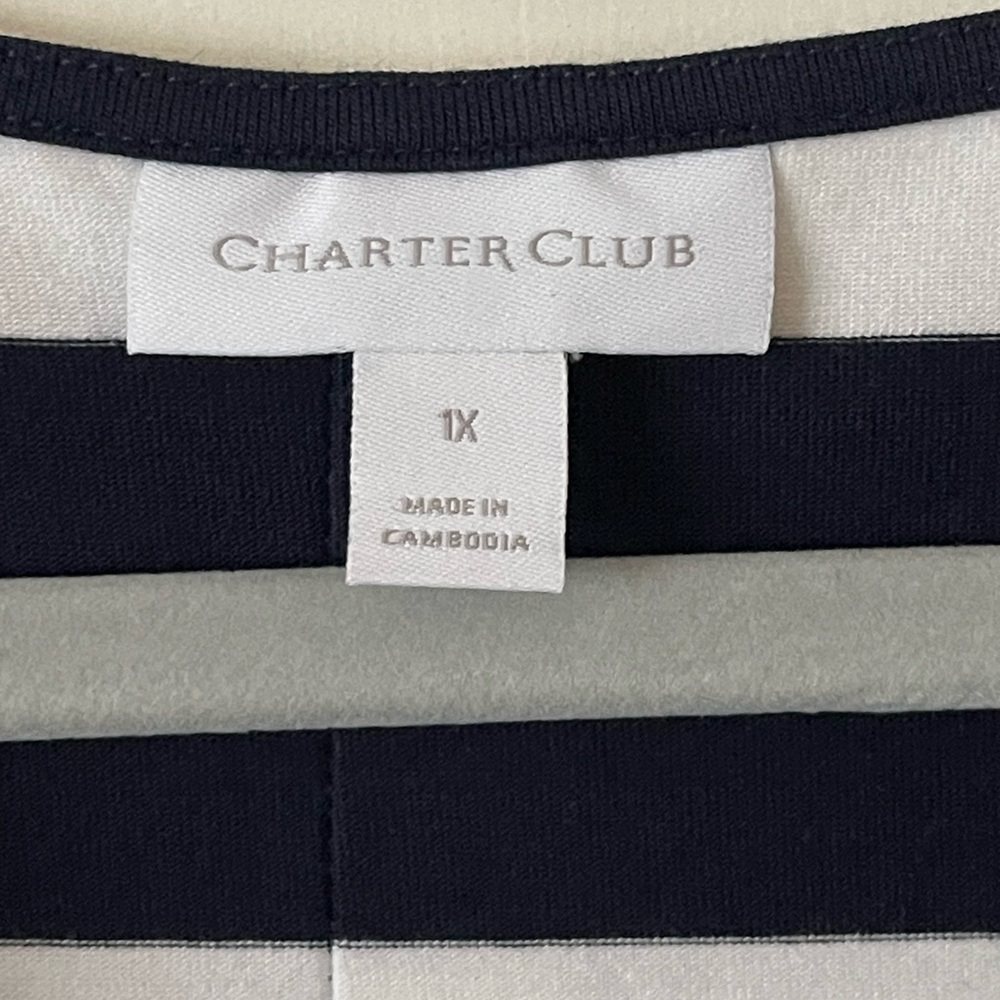 CHARTER CLUB
1X
MADE IN
CAMBODIA